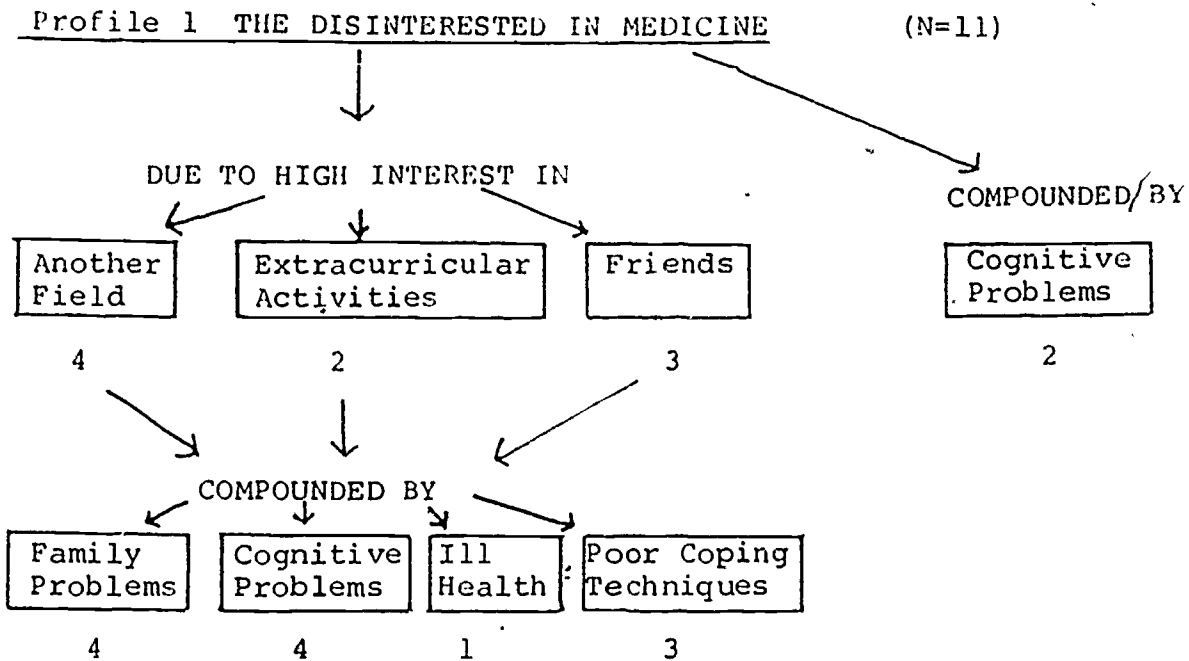 Profile 1 THE DISINTERESTED IN MEDICINE (N=11)
DUE TO HIGH INTEREST IN
COMPOUNDED/BY
Another Field
Extracurricular Activities
Friends
Cognitive Problems
4 2 3 2
COMPOUNDED BY
Family Problems
Cognitive Problems
Ill Health
Poor Coping Techniques
4 4 1 3